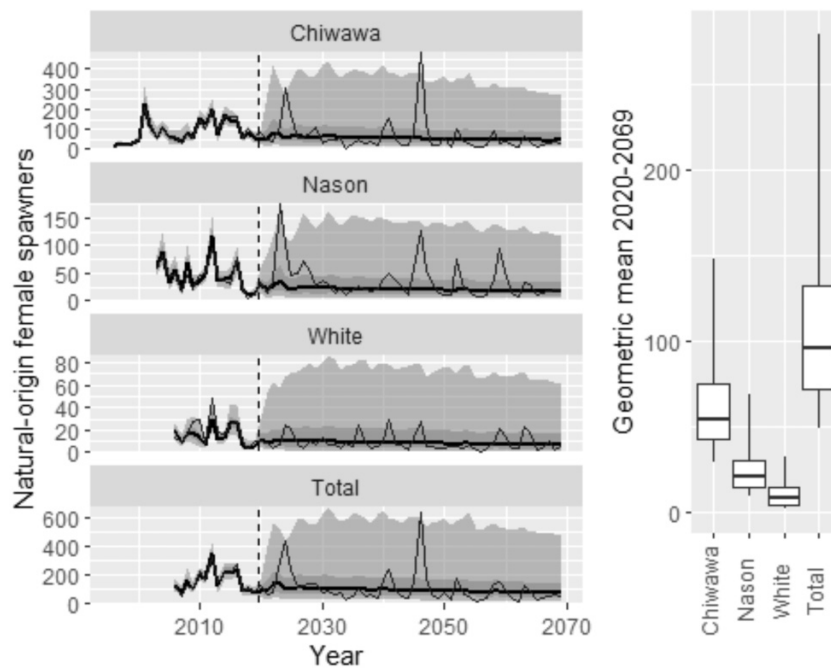 Natural-origin female spawners
Chiwawa
400
300
200
100
0
Nason
150
100
50
0
White
80
60
40
20
0
Total
600
400
200
0
2010 2030 2050 2070
Year
Geometric mean 2020-2069
200
100
0
Chiwawa
Nason
White
Total